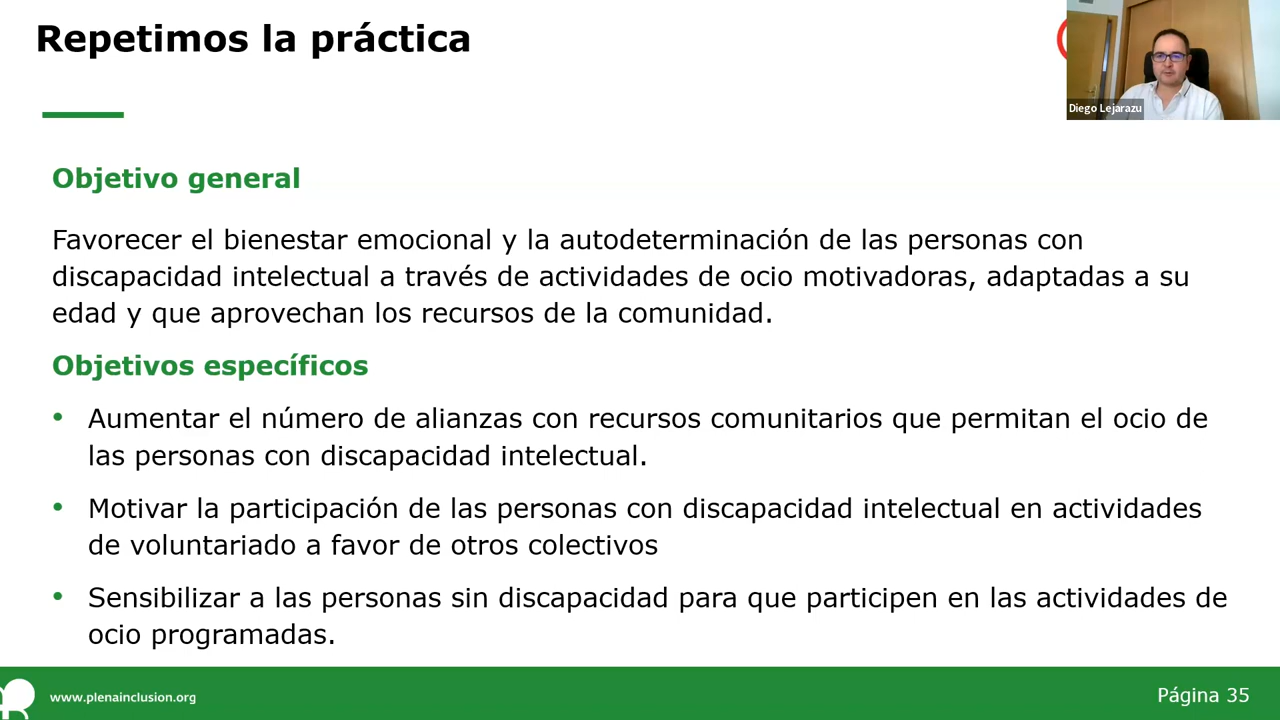 Repetimos la práctica
Diego Lejarazu
Objetivo general
Favorecer el bienestar emocional y la autodeterminación de las personas con
discapacidad intelectual a través de actividades de ocio motivadoras, adaptadas a su
edad y que aprovechan los recursos de la comunidad.
Objetivos específicos
• Aumentar el número de alianzas con recursos comunitarios que permitan el ocio de
las personas con discapacidad intelectual.
• Motivar la participación de las personas con discapacidad intelectual en actividades
de voluntariado a favor de otros colectivos
• Sensibilizar a las personas sin discapacidad para que participen en las actividades de
ocio programadas.
www.plenainclusion.org
Página 35